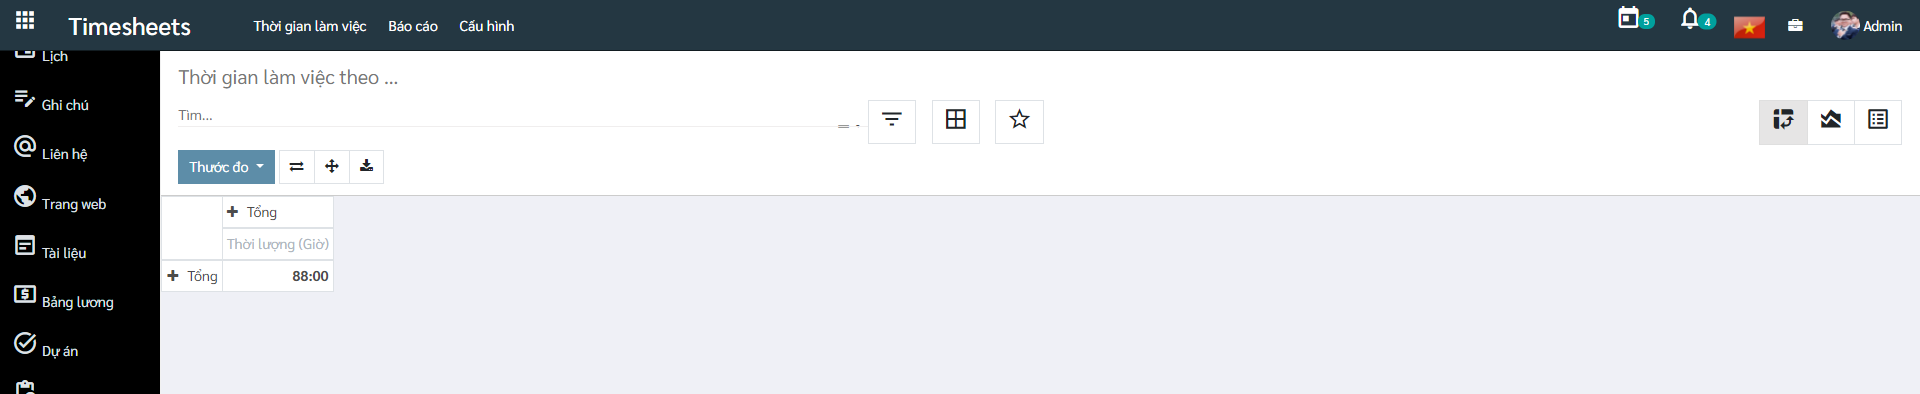 Timesheets Thời gian làm việc Báo cáo Cấu hình 5 4 Admin
Lịch
Ghi chú
Liên hệ
Trang web
Tài liệu
Bảng lương
Dự án
Thời gian làm việc theo ...
Tìm...
Thước đo
Tổng
Thời lượng (Giờ)
Tổng 88:00